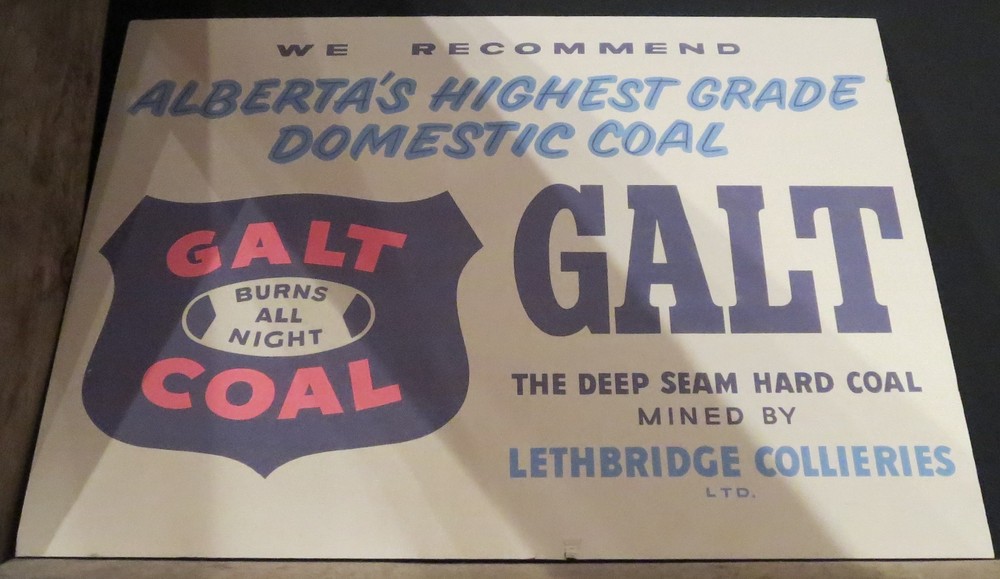 WE RECOMMEND
ALBERTA'S HIGHEST GRADE
DOMESTIC COAL
GALT
BURNS
ALL
NIGHT
COAL
GALT
THE DEEP SEAM HARD COAL
MINED BY
LETHBRIDGE COLLIERIES
LTD.